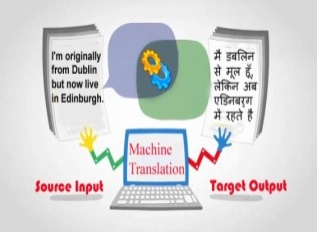 I'm originally
from Dublin
but now live
in Edinburgh.
मै डबलिन
से मूल हूँ,
लेकिन अब
एडिनबर्ग
में रहते है
Machine
Translation
Source Input
Target Output